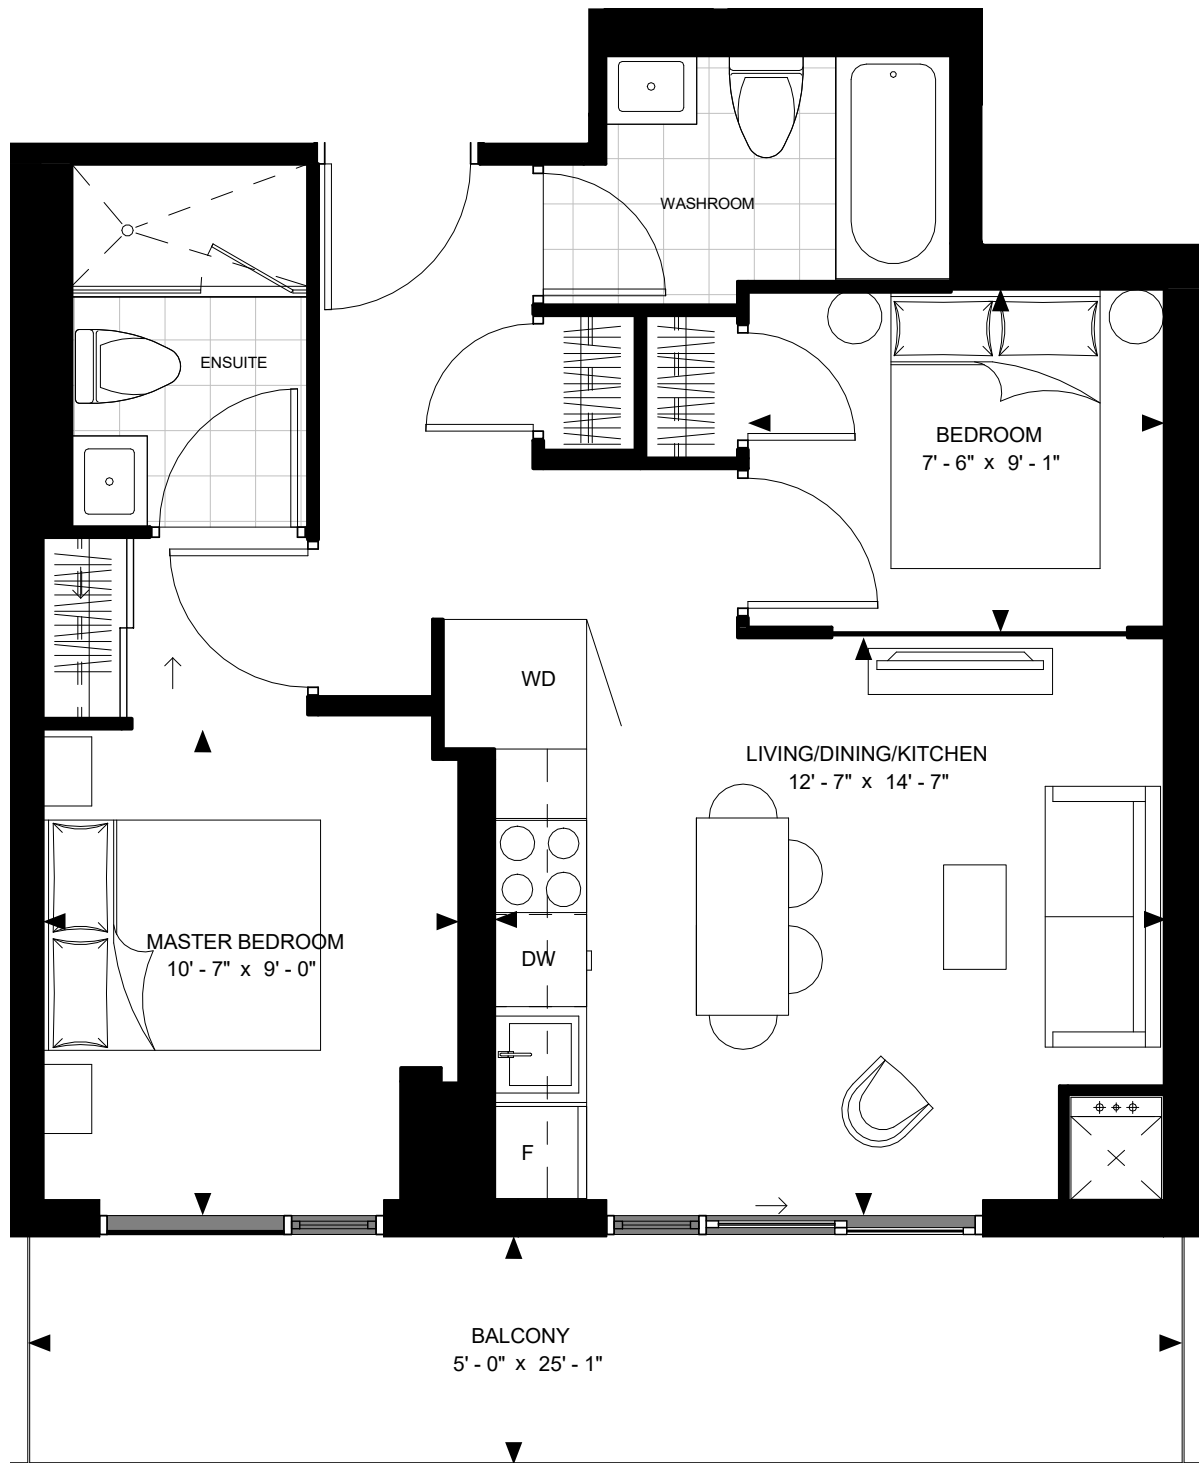 WASHROOM
ENSUITE
BEDROOM
7' - 6" x 9' - 1"
WD
LIVING/DINING/KITCHEN
12' - 7" x 14' - 7"
MASTER BEDROOM
10' - 7" x 9' - 0"
DW
F
BALCONY
5' - 0" x 25' - 1"